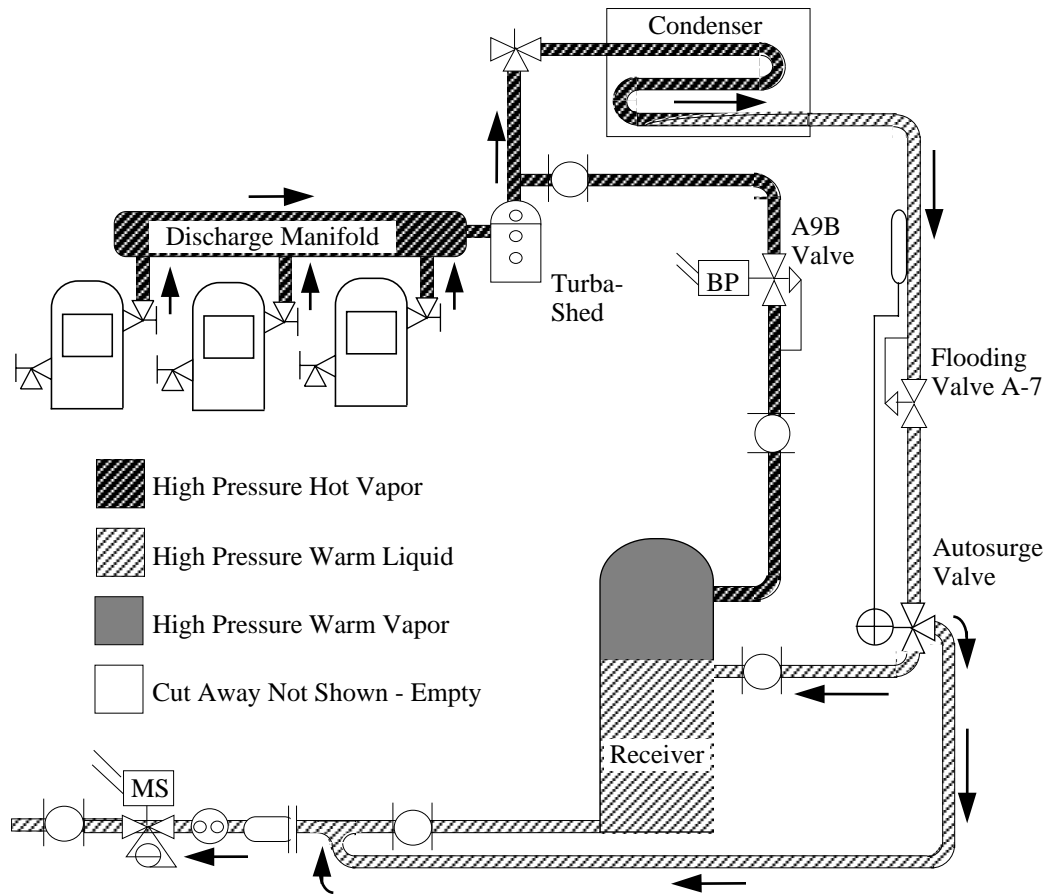 Condenser
Discharge Manifold
Turba-
Shed
A9B
Valve
BP
Flooding
Valve A-7
High Pressure Hot Vapor
High Pressure Warm Liquid
High Pressure Warm Vapor
Cut Away Not Shown - Empty
Autosurge
Valve
Receiver
MS